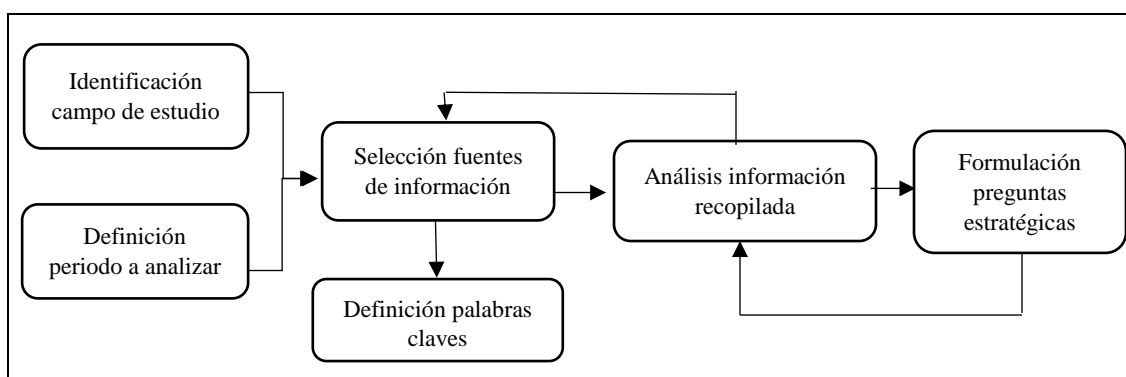 Identificación
campo de estudio
Definición
periodo a analizar
Selección fuentes
de información
Definición palabras
claves
Análisis información
recopilada
Formulación
preguntas
estratégicas